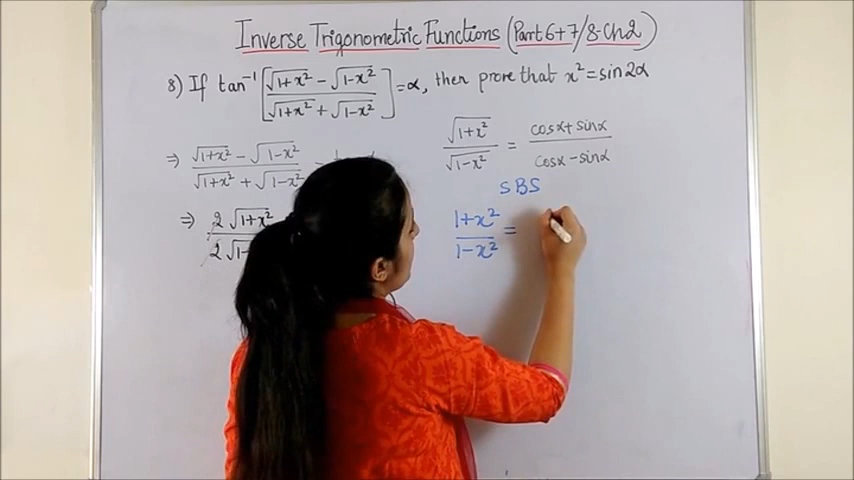 Inverse Trigonometric Functions (Part 6+7/8-Ch2)
8) If tan⁻¹ [(√1+x² - √1-x²)/(√1+x² + √1-x²)] = α, then prove that x² = sin2α
⇒ (√1+x² - √1-x²)/(√1+x² + √1-x²)
⇒ 2√1+x²
2√1-
√1+x²/√1-x² = (cosα + sinα)/(cosα - sinα)
SBS
(1+x²)/(1-x²) =